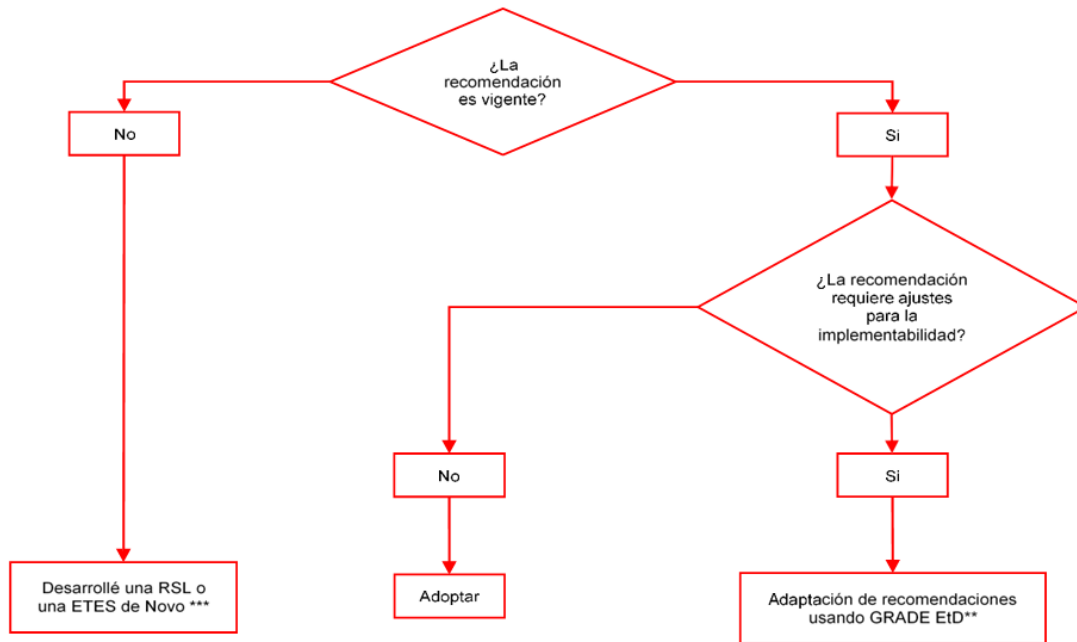 ¿La
recomendación
es vigente?
No
Si
¿La recomendación
requiere ajustes
para la
implementabilidad?
No
Si
Desarrollé una RSL o
una ETES de Novo ***
Adoptar
Adaptación de recomendaciones
usando GRADE EtD**